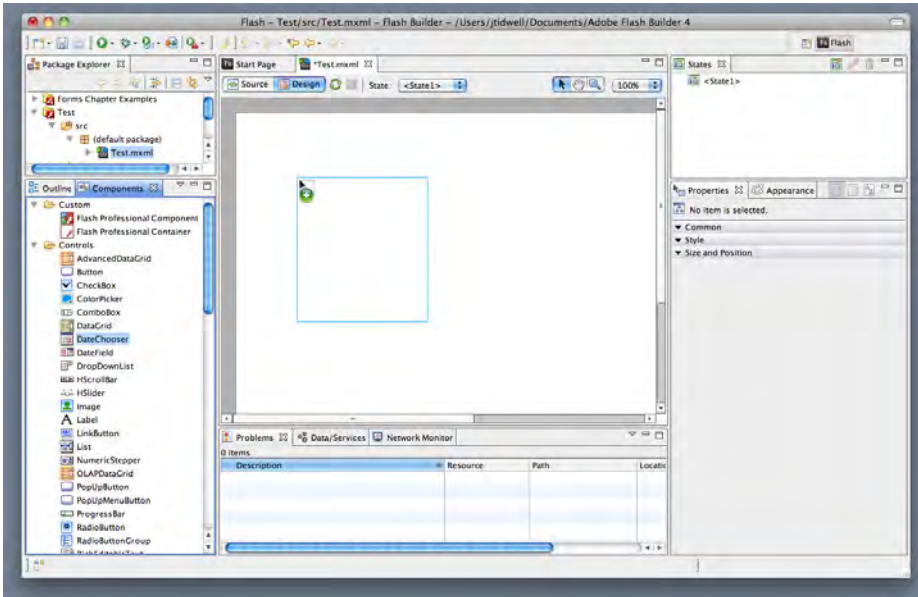 Flash – Test/src/Test.mxml – Flash Builder – /Users/jtidwell/Documents/Adobe Flash Builder 4
Flash
Package Explorer
Forms Chapter Examples
Test
src
(default package)
Test.mxml
Outline Components
Custom
Flash Professional Component
Flash Professional Container
Controls
AdvancedDataGrid
Button
CheckBox
ColorPicker
ComboBox
DataGrid
DateChooser
DateField
DropDownList
HScrollBar
HSlider
Image
Label
LinkButton
List
NumericStepper
OLAPDataGrid
PopUpButton
PopUpMenuButton
ProgressBar
RadioButton
RadioButtonGroup
RichEditableText
Start Page *Test.mxml
Source Design State: <State1> 100%
Problems Data/Services Network Monitor
0 items
Description Resource Path Locatio
States
<State1>
Properties Appearance
No item is selected.
Common
Style
Size and Position